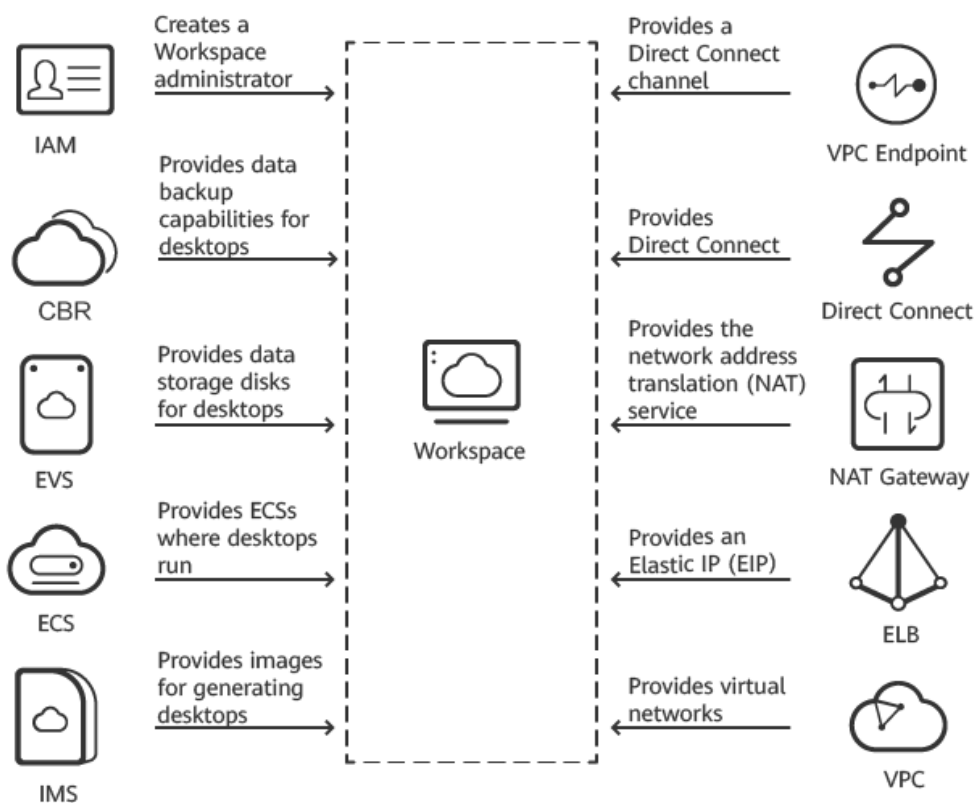 Creates a
Workspace
administrator
IAM
Provides data
backup
capabilities for
desktops
CBR
Provides data
storage disks
for desktops
EVS
Provides ECSs
where desktops
run
ECS
Provides images
for generating
desktops
IMS
Workspace
Provides a
Direct Connect
channel
VPC Endpoint
Provides
Direct Connect
Direct Connect
Provides the
network address
translation (NAT)
service
NAT Gateway
Provides an
Elastic IP (EIP)
ELB
Provides virtual
networks
VPC